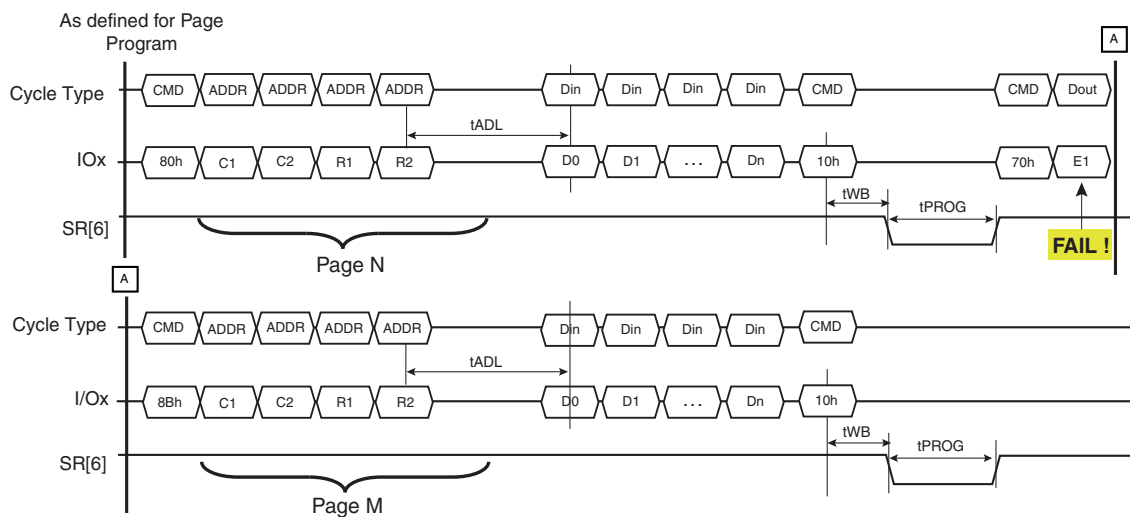 As defined for Page
Program
A
Cycle Type
CMD ADDR ADDR ADDR ADDR Din Din Din Din CMD CMD Dout
tADL
IOx
80h C1 C2 R1 R2 D0 D1 ... Dn 10h 70h E1
tWB
tPROG
SR[6]
FAIL !
Page N
A
Cycle Type
CMD ADDR ADDR ADDR ADDR Din Din Din Din CMD
tADL
I/Ox
8Bh C1 C2 R1 R2 D0 D1 ... Dn 10h
tWB
tPROG
SR[6]
Page M